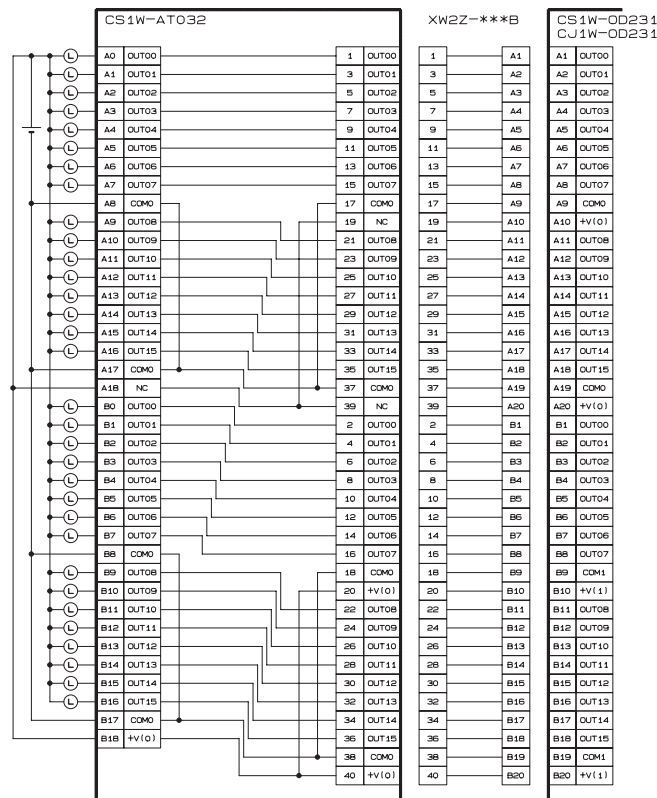 CS1W-AT032 XW2Z-***B CS1W-OD231
CJ1W-OD231
L A0 OUT00 1 OUT00 1 A1 A1 OUT00
L A1 OUT01 3 OUT01 3 A2 A2 OUT01
L A2 OUT02 5 OUT02 5 A3 A3 OUT02
L A3 OUT03 7 OUT03 7 A4 A4 OUT03
L A4 OUT04 9 OUT04 9 A5 A5 OUT04
L A5 OUT05 11 OUT05 11 A6 A6 OUT05
L A6 OUT06 13 OUT06 13 A7 A7 OUT06
L A7 OUT07 15 OUT07 15 A8 A8 OUT07
A8 COM0 17 COM0 17 A9 A9 COM0
L A9 OUT08 19 NC 19 A10 A10 +V(0)
L A10 OUT09 21 OUT08 21 A11 A11 OUT08
L A11 OUT10 23 OUT09 23 A12 A12 OUT09
L A12 OUT11 25 OUT10 25 A13 A13 OUT10
L A13 OUT12 27 OUT11 27 A14 A14 OUT11
L A14 OUT13 29 OUT12 29 A15 A15 OUT12
L A15 OUT14 31 OUT13 31 A16 A16 OUT13
L A16 OUT15 33 OUT14 33 A17 A17 OUT14
A17 COM0 35 OUT15 35 A18 A18 OUT15
A18 NC 37 COM0 37 A19 A19 COM0
L B0 OUT00 39 NC 39 A20 A20 +V(0)
L B1 OUT01 2 OUT00 2 B1 B1 OUT00
L B2 OUT02 4 OUT01 4 B2 B2 OUT01
L B3 OUT03 6 OUT02 6 B3 B3 OUT02
L B4 OUT04 8 OUT03 8 B4 B4 OUT03
L B5 OUT05 10 OUT04 10 B5 B5 OUT04
L B6 OUT06 12 OUT05 12 B6 B6 OUT05
L B7 OUT07 14 OUT06 14 B7 B7 OUT06
B8 COM0 16 OUT07 16 B8 B8 OUT07
L B9 OUT08 18 COM0 18 B9 B9 COM1
L B10 OUT09 20 +V(0) 20 B10 B10 +V(1)
L B11 OUT10 22 OUT08 22 B11 B11 OUT08
L B12 OUT11 24 OUT09 24 B12 B12 OUT09
L B13 OUT12 26 OUT10 26 B13 B13 OUT10
L B14 OUT13 28 OUT11 28 B14 B14 OUT11
L B15 OUT14 30 OUT12 30 B15 B15 OUT12
L B16 OUT15 32 OUT13 32 B16 B16 OUT13
B17 COM0 34 OUT14 34 B17 B17 OUT14
B18 +V(0) 36 OUT15 36 B18 B18 OUT15
38 COM0 38 B19 B19 COM1
40 +V(0) 40 B20 B20 +V(1)